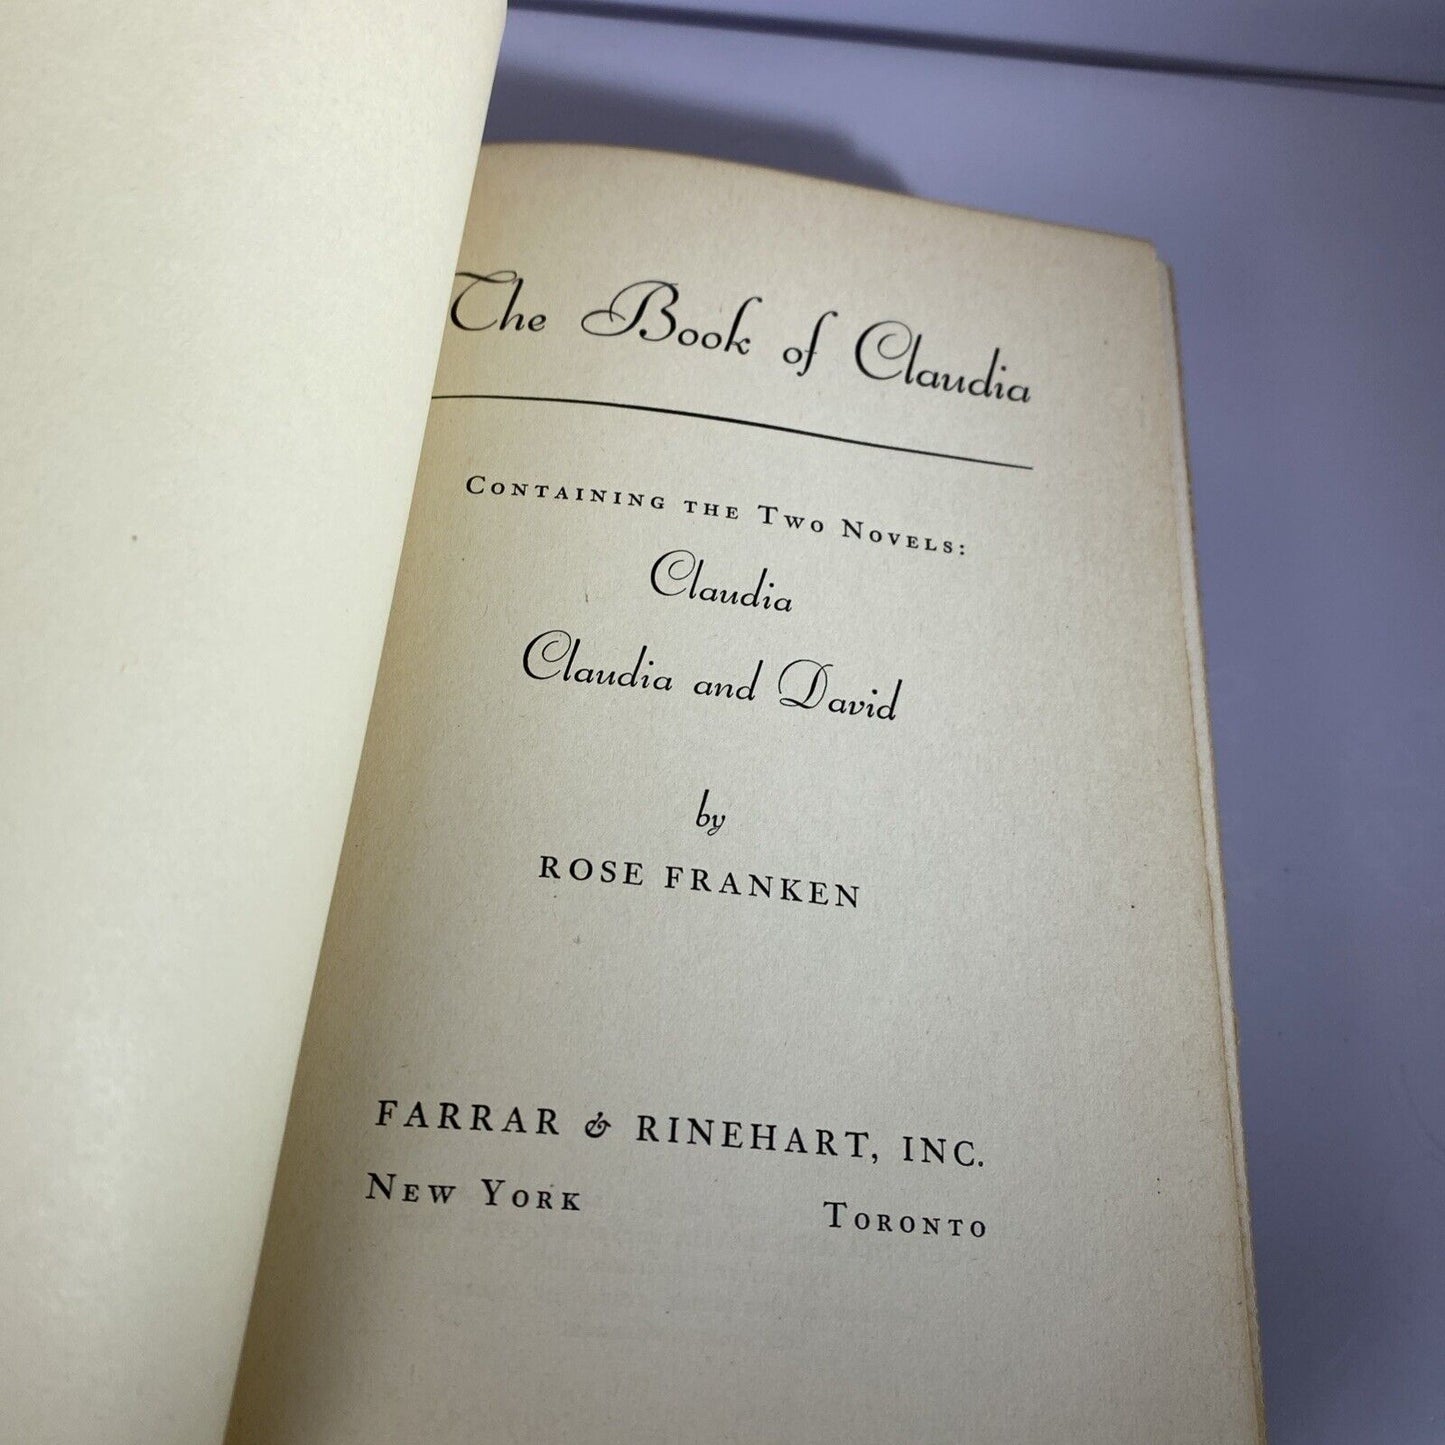 The Book of Claudia
Containing the Two Novels:
Claudia
Claudia and David
by
ROSE FRANKEN
FARRAR & RINEHART, INC.
New York Toronto